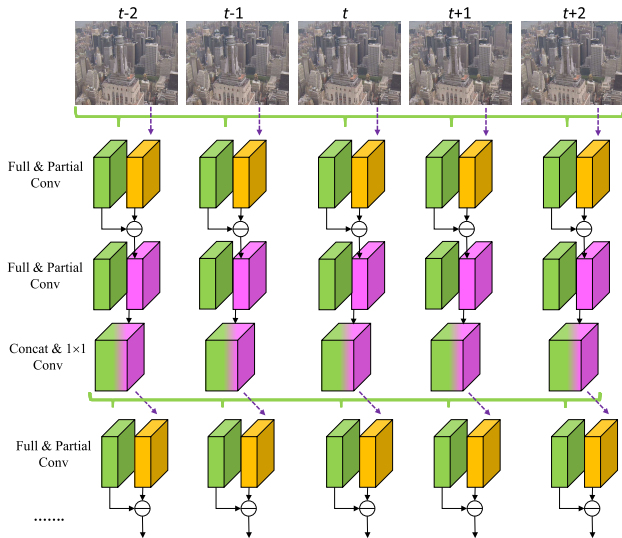 t-2 t-1 t t+1 t+2
Full & Partial
Conv
Full & Partial
Conv
Concat & 1×1
Conv
Full & Partial
Conv
.......